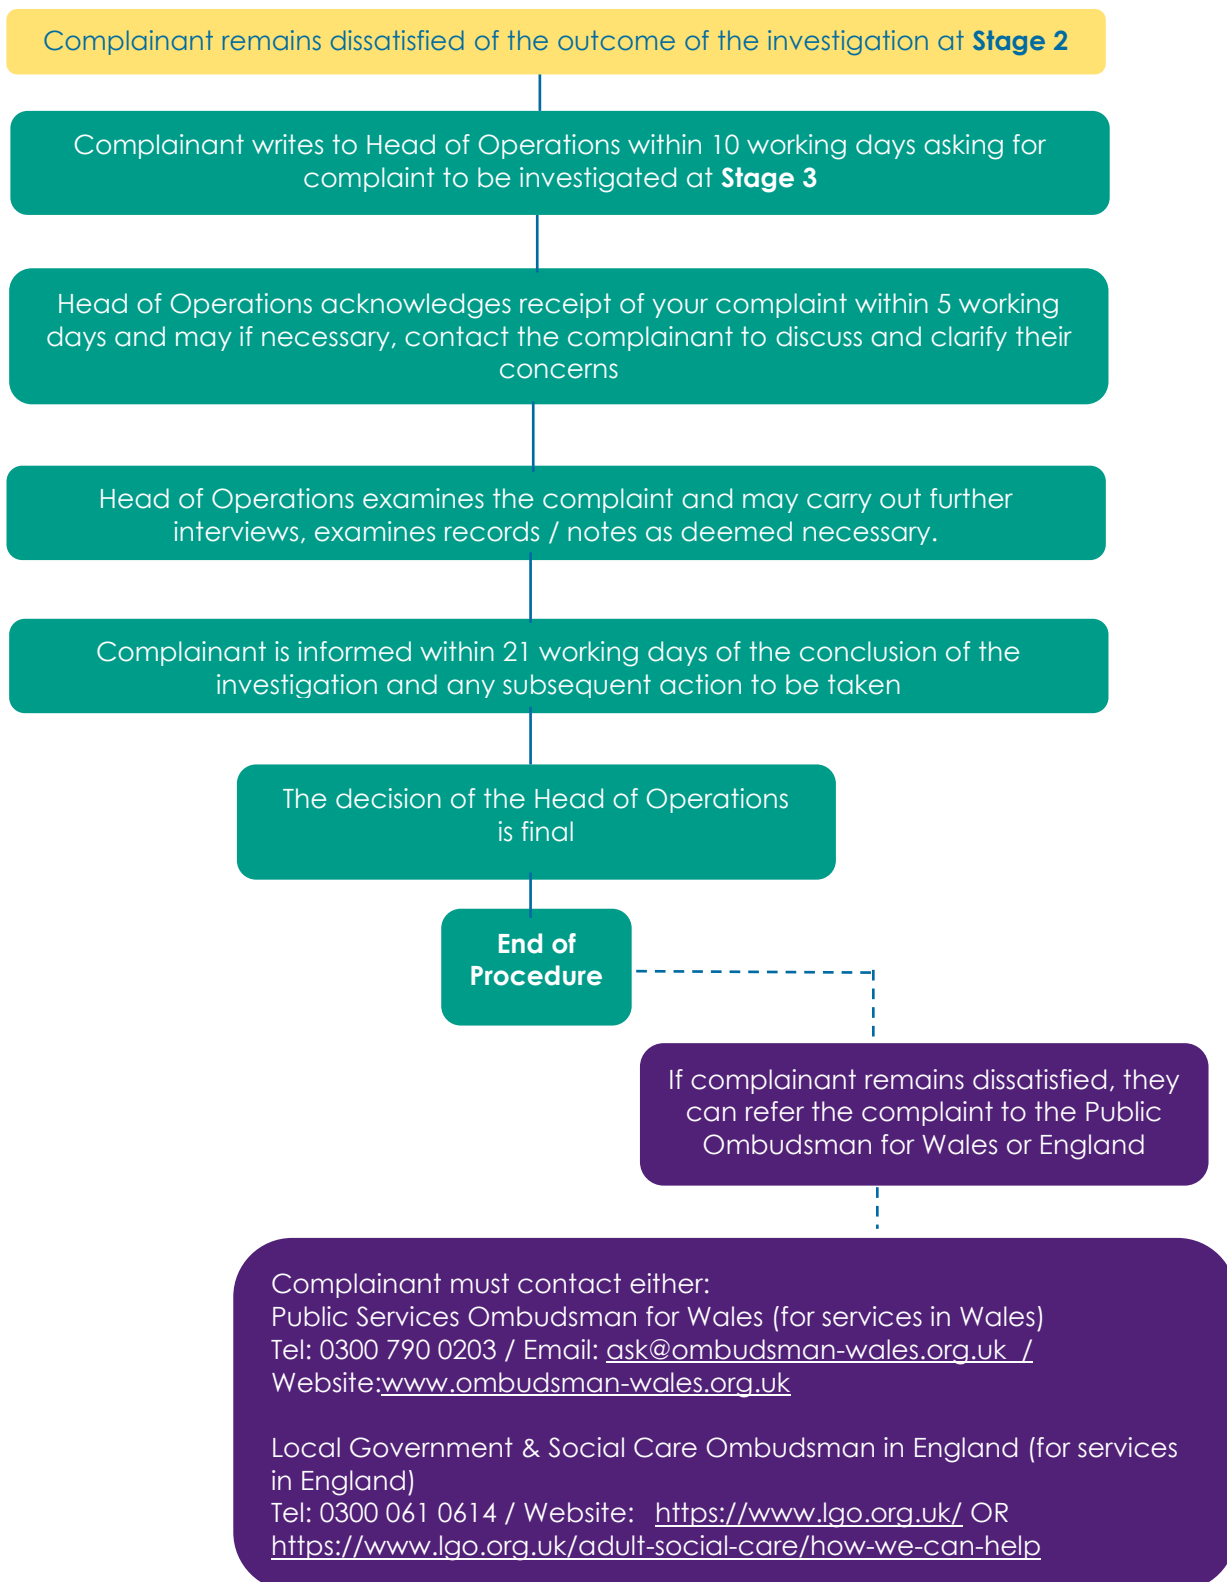 Complainant remains dissatisfied of the outcome of the investigation at Stage 2
Complainant writes to Head of Operations within 10 working days asking for
complaint to be investigated at Stage 3
Head of Operations acknowledges receipt of your complaint within 5 working
days and may if necessary, contact the complainant to discuss and clarify their
concerns
Head of Operations examines the complaint and may carry out further
interviews, examines records / notes as deemed necessary.
Complainant is informed within 21 working days of the conclusion of the
investigation and any subsequent action to be taken
The decision of the Head of Operations
is final
End of
Procedure
If complainant remains dissatisfied, they
can refer the complaint to the Public
Ombudsman for Wales or England
Complainant must contact either:
Public Services Ombudsman for Wales (for services in Wales)
Tel: 0300 790 0203 / Email: ask@ombudsman-wales.org.uk /
Website:www.ombudsman-wales.org.uk
Local Government & Social Care Ombudsman in England (for services
in England)
Tel: 0300 061 0614 / Website: https://www.lgo.org.uk/ OR
https://www.lgo.org.uk/adult-social-care/how-we-can-help